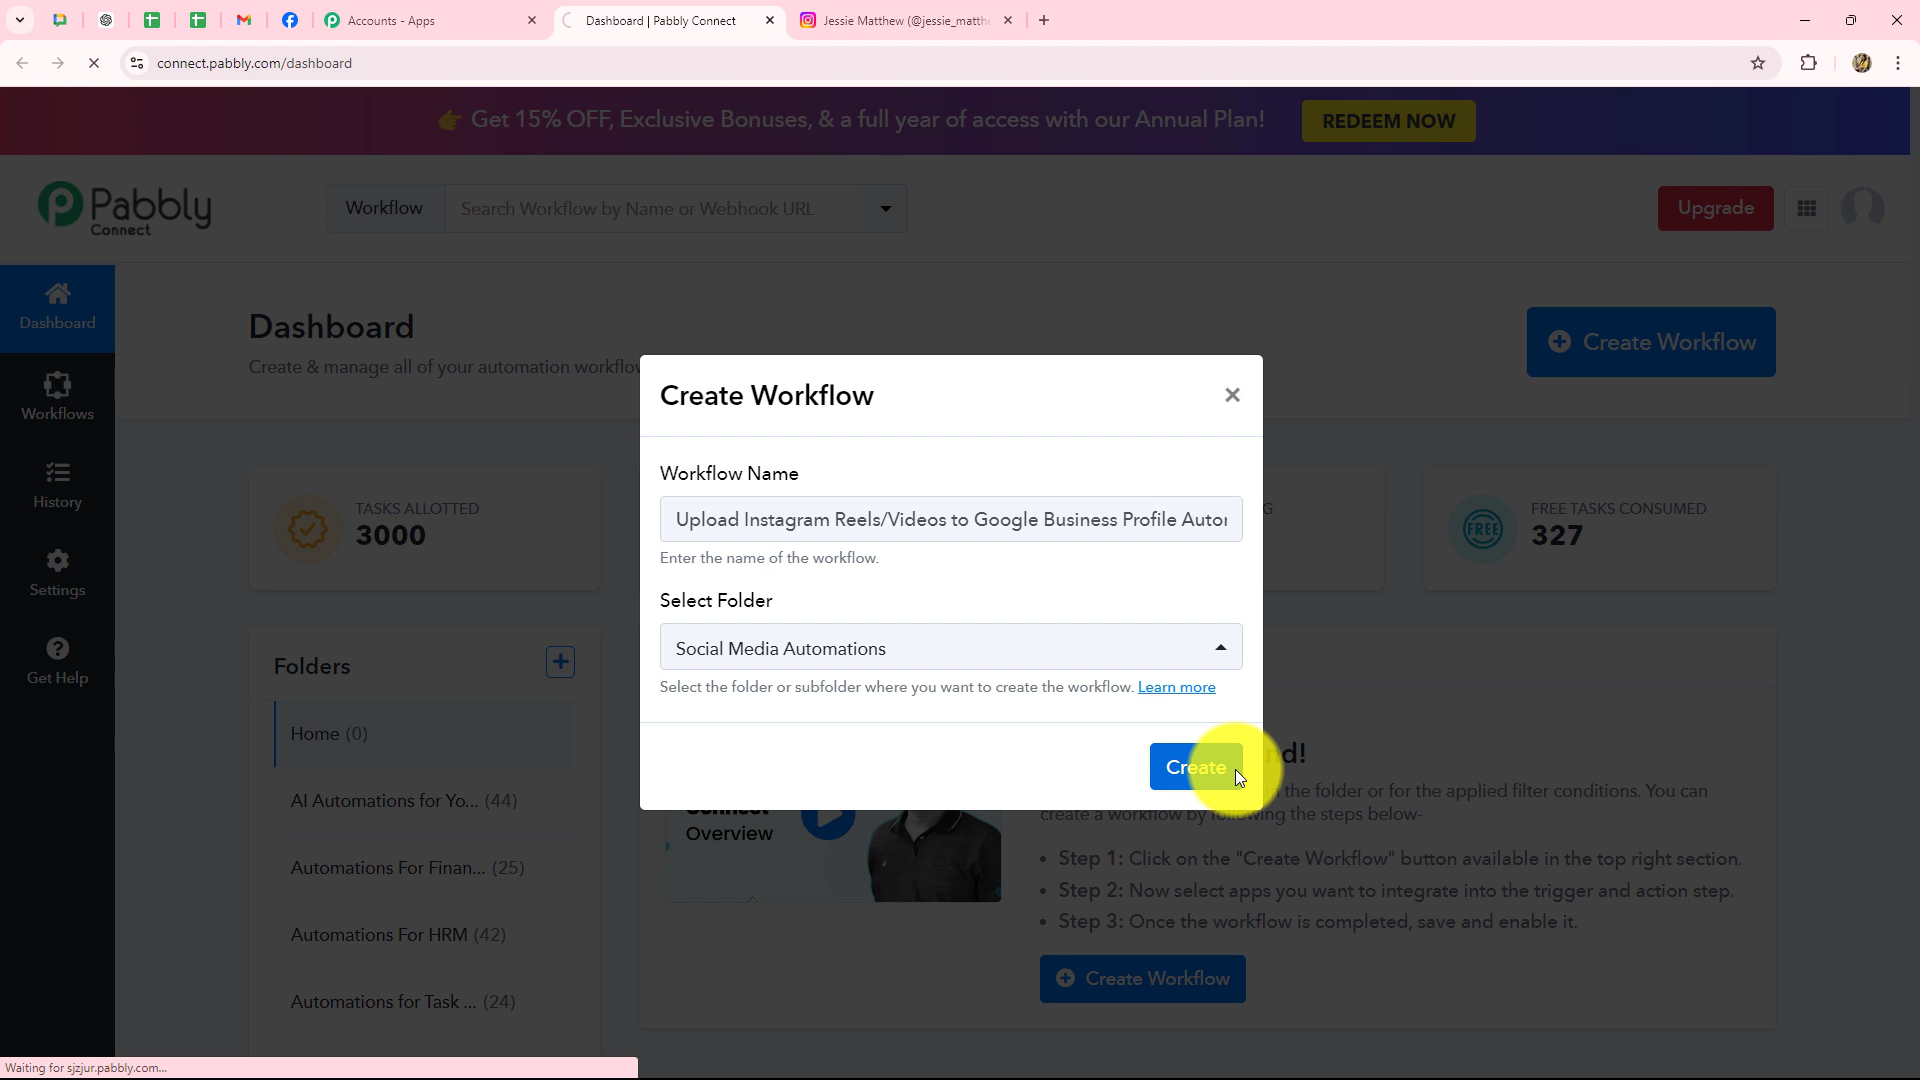 Accounts - Apps
Dashboard | Pabbly Connect
Jessie Matthew (@jessie_matth
connect.pabbly.com/dashboard
👉 Get 15% OFF, Exclusive Bonuses, & a full year of access with our Annual Plan!
REDEEM NOW
Pabbly
Connect
Workflow
Search Workflow by Name or Webhook URL
Upgrade
Dashboard
Workflows
History
Settings
Get Help
Dashboard
Create & manage all of your automation
Create Workflow
TASKS ALLOTTED
3000
FREE
FREE TASKS CONSUMED
327
Folders
Home (0)
AI Automations for Yo... (44)
Automations For Finan... (25)
Automations For HRM (42)
Automations for Task ... (24)
Create Workflow
Workflow Name
Upload Instagram Reels/Videos to Google Business Profile Autor
Enter the name of the workflow.
Select Folder
Social Media Automations
Select the folder or subfolder where you want to create the workflow. Learn more
Create
Overview
the folder or for the applied filter conditions. You can
create a workflow by following the steps below-
• Step 1: Click on the "Create Workflow" button available in the top right section.
• Step 2: Now select apps you want to integrate into the trigger and action step.
• Step 3: Once the workflow is completed, save and enable it.
Create Workflow
Waiting for sjzjur.pabbly.com...